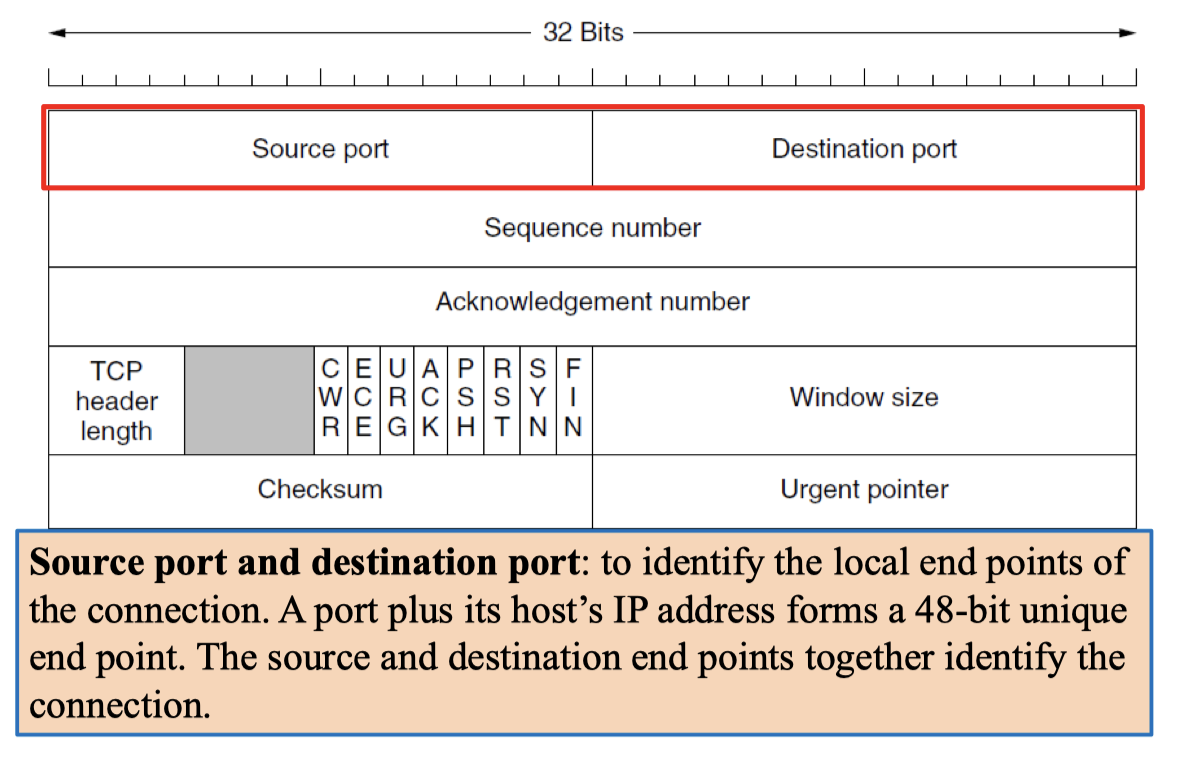 32 Bits
Source port Destination port
Sequence number
Acknowledgement number
TCP header length CWR ECE URG ACK PSH RST SYN FIN Window size
Checksum Urgent pointer
Source port and destination port: to identify the local end points of
the connection. A port plus its host’s IP address forms a 48-bit unique
end point. The source and destination end points together identify the
connection.